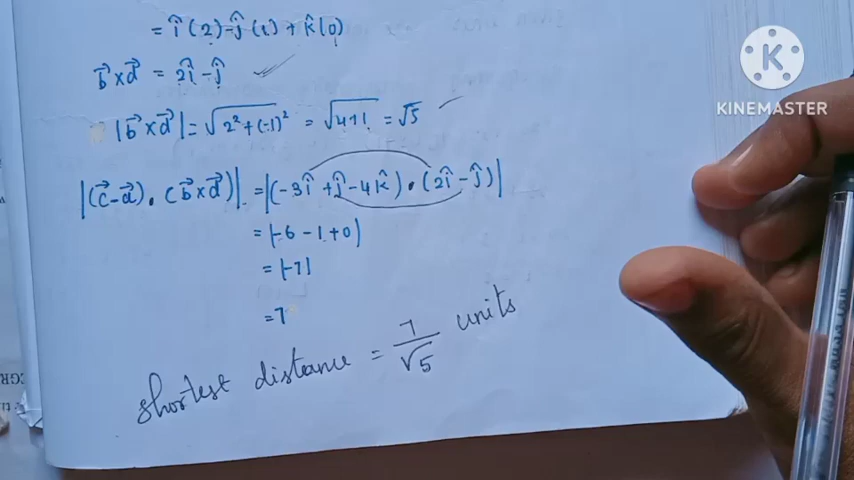 = î(2) - ĵ(1) + k̂(0)
b⃗ × d⃗ = 2î - ĵ
|b⃗ × d⃗| = √2² + (-1)² = √4+1 = √5
|(c⃗ - a⃗) . (b⃗ × d⃗)| = |(-3î + ĵ - 4k̂) . (2î - ĵ)|
= |-6 - 1 + 0|
= |-7|
= 7
shortest distance = 7/√5 units
KINEMASTER